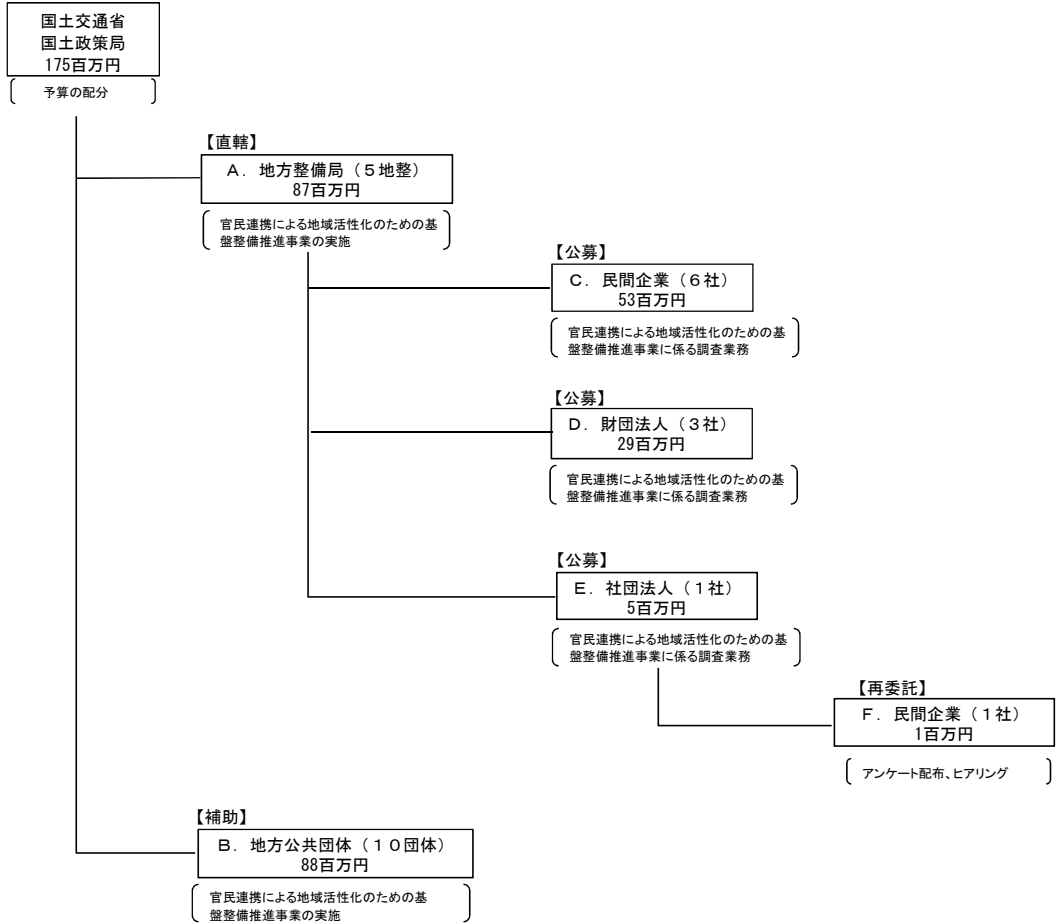 国土交通省
国土政策局
175百万円
予算の配分
【直轄】
A．地方整備局（５地整）
87百万円
官民連携による地域活性化のための基
盤整備推進事業の実施
【公募】
C．民間企業（６社）
53百万円
官民連携による地域活性化のための基
盤整備推進事業に係る調査業務
【公募】
D．財団法人（３社）
29百万円
官民連携による地域活性化のための基
盤整備推進事業に係る調査業務
【公募】
E．社団法人（１社）
5百万円
官民連携による地域活性化のための基
盤整備推進事業に係る調査業務
【再委託】
F．民間企業（１社）
1百万円
アンケート配布、ヒアリング
【補助】
B．地方公共団体（１０団体）
88百万円
官民連携による地域活性化のための基
盤整備推進事業の実施